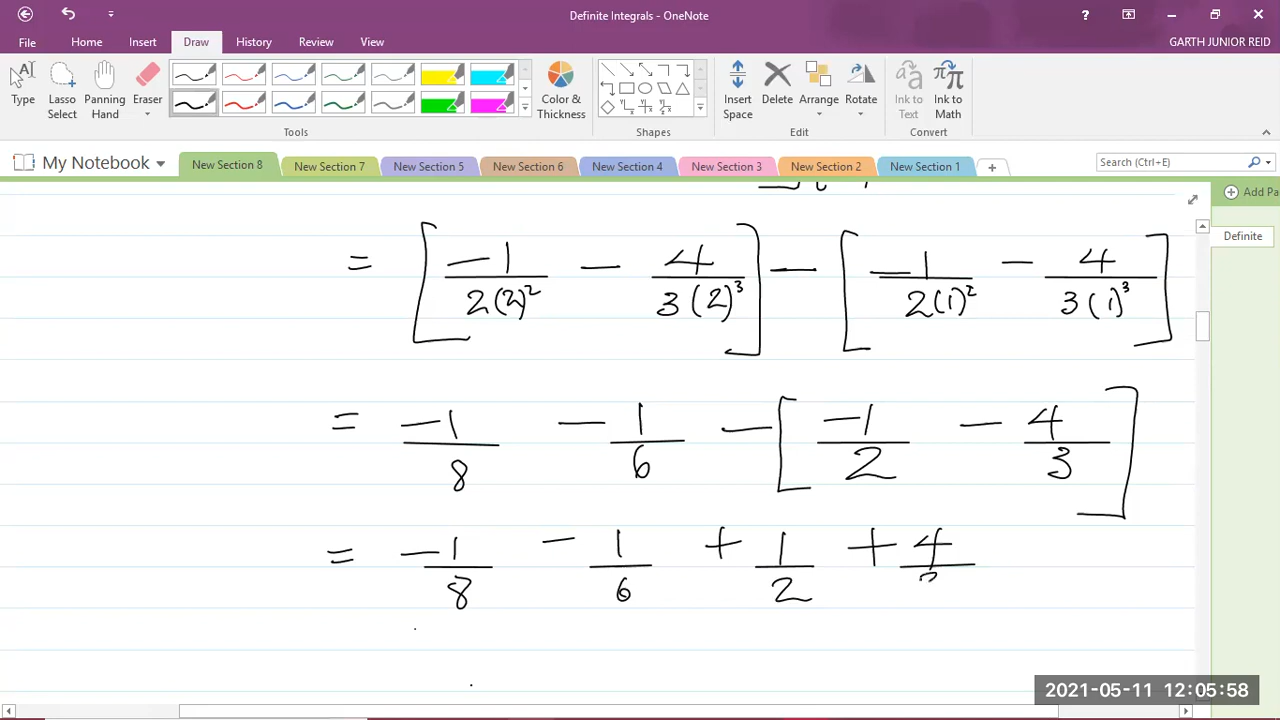 Definite Integrals - OneNote
?
File Home Insert Draw History Review View
GARTH JUNIOR REID
Type
Lasso Select
Panning Hand
Eraser
Color & Thickness
Insert Space
Delete
Arrange
Rotate
Ink to Text
Ink to Math
Tools
Shapes
Edit
Convert
My Notebook
New Section 8
New Section 7
New Section 5
New Section 6
New Section 4
New Section 3
New Section 2
New Section 1
Search (Ctrl+E)
Add Pa
Definite
= [-1/2(2)² - 4/3(2)³] - [-1/2(1)² - 4/3(1)³]
= -1/8 - 1/6 - [-1/2 - 4/3]
= -1/8 - 1/6 + 1/2 + 4/
2021-05-11 12:05:58